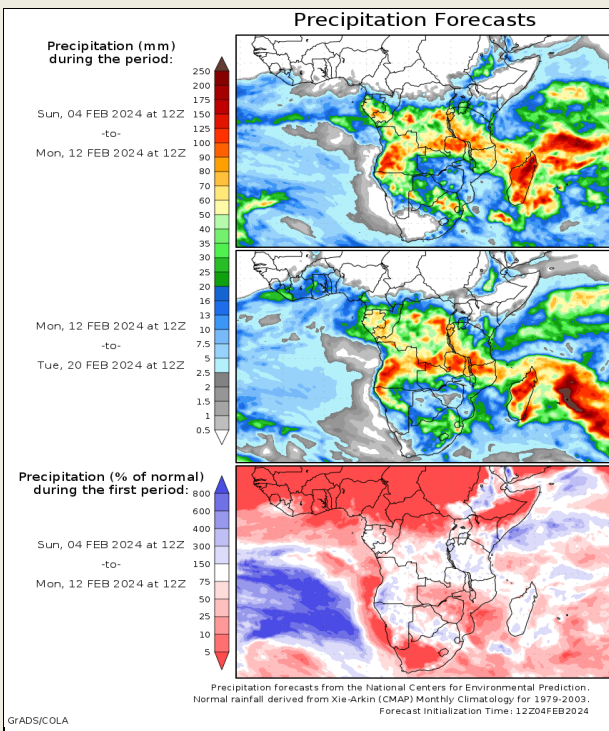 Precipitation Forecasts
Precipitation (mm)
during the period:
250
200
175
150
125
100
90
80
70
60
50
40
35
30
25
20
16
13
10
7.5
5
2.5
2
1.5
1
0.5
Sun, 04 FEB 2024 at 12Z
-to-
Mon, 12 FEB 2024 at 12Z
Mon, 12 FEB 2024 at 12Z
-to-
Tue, 20 FEB 2024 at 12Z
Precipitation (% of normal)
during the first period:
800
600
400
300
150
75
50
25
10
5
Sun, 04 FEB 2024 at 12Z
-to-
Mon, 12 FEB 2024 at 12Z
Precipitation forecasts from the National Centers for Environmental Prediction.
Normal rainfall derived from Xie-Arkin (CMAP) Monthly Climatology for 1979-2003.
Forecast Initialization Time: 12Z04FEB2024
GrADS/COLA